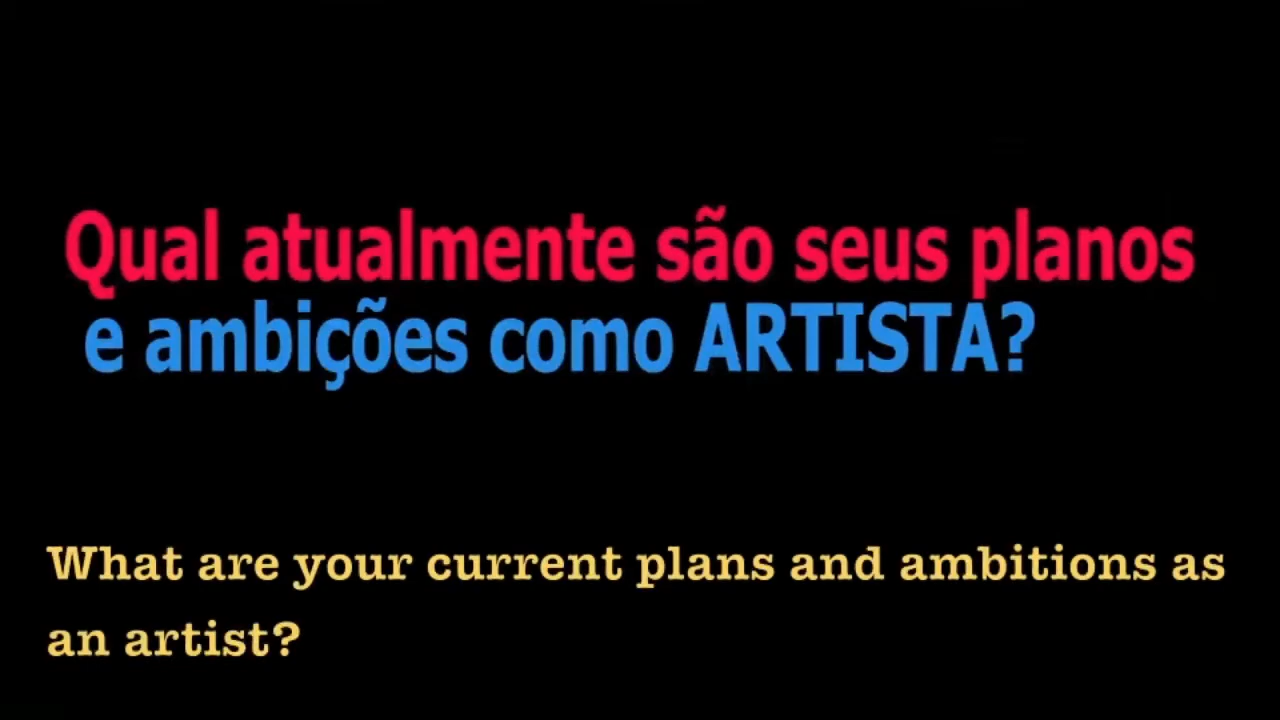 Qual atualmente são seus planos
e ambições como ARTISTA?
What are your current plans and ambitions as
an artist?